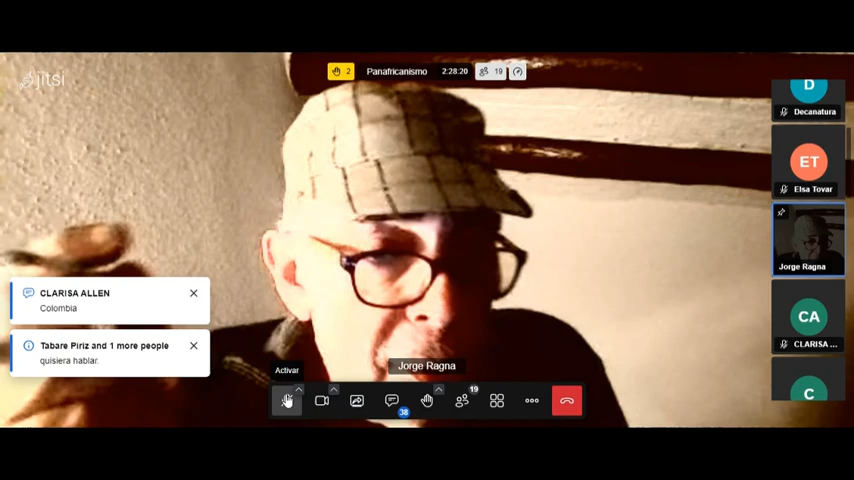 jitsi
2
Panafricanismo
2:28:20
19
D
Decanatura
ET
Elsa Tovar
Jorge Ragna
CA
CLARISA ...
C
CLARISA ALLEN
Colombia
Tabare Piriz and 1 more people
quisiera hablar.
Jorge Ragna
Activar
19
38